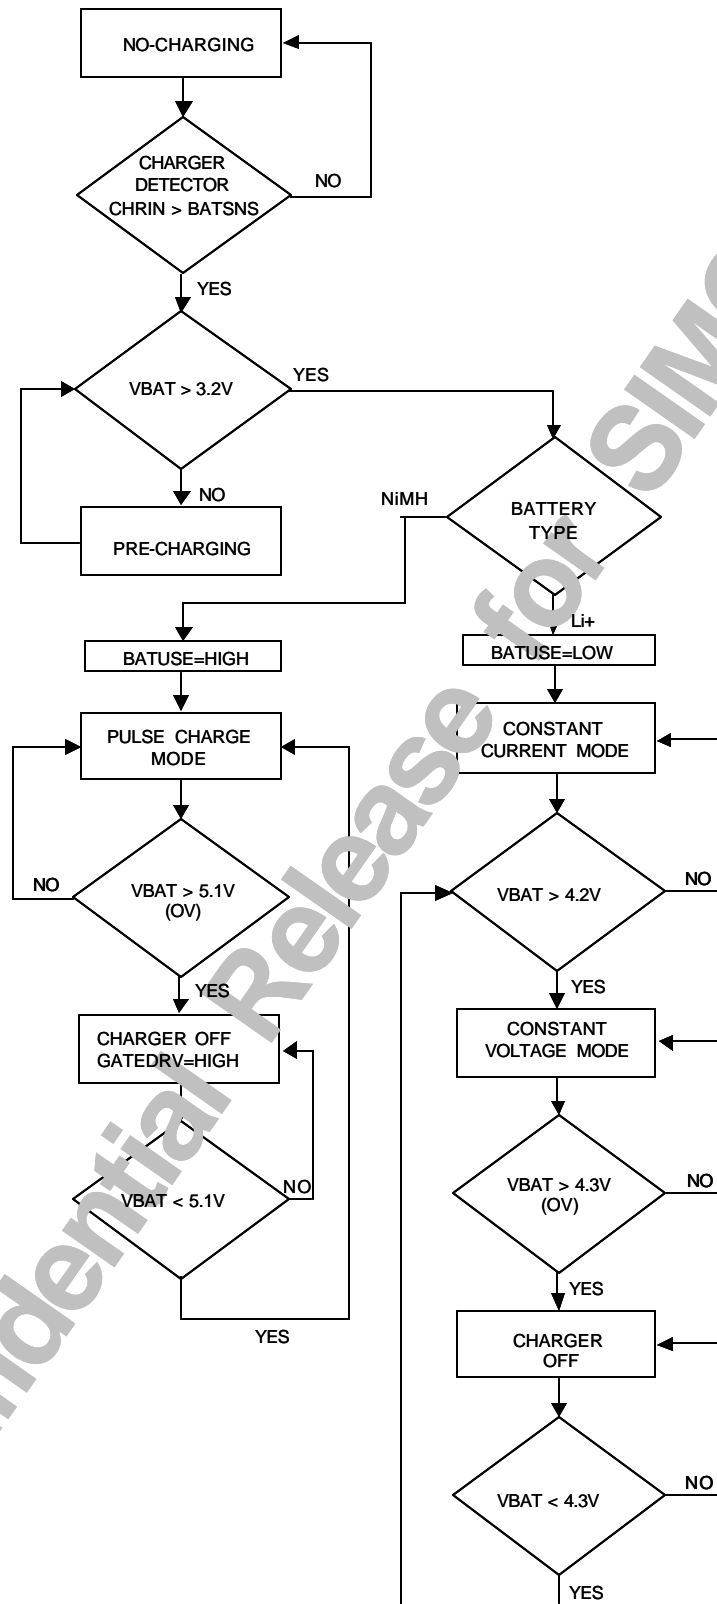 NO-CHARGING
CHARGER
DETECTOR
CHRIN > BATSNS
NO
YES
VBAT > 3.2V
YES
NO
PRE-CHARGING
NiMH
BATTERY
TYPE
Li+
BATUSE=HIGH
BATUSE=LOW
PULSE CHARGE
MODE
CONSTANT
CURRENT MODE
NO
VBAT > 5.1V
(OV)
VBAT > 4.2V
NO
YES
YES
CHARGER OFF
GATEDRV=HIGH
CONSTANT
VOLTAGE MODE
VBAT < 5.1V
NO
YES
VBAT > 4.3V
(OV)
NO
YES
CHARGER
OFF
VBAT < 4.3V
NO
YES
Release for